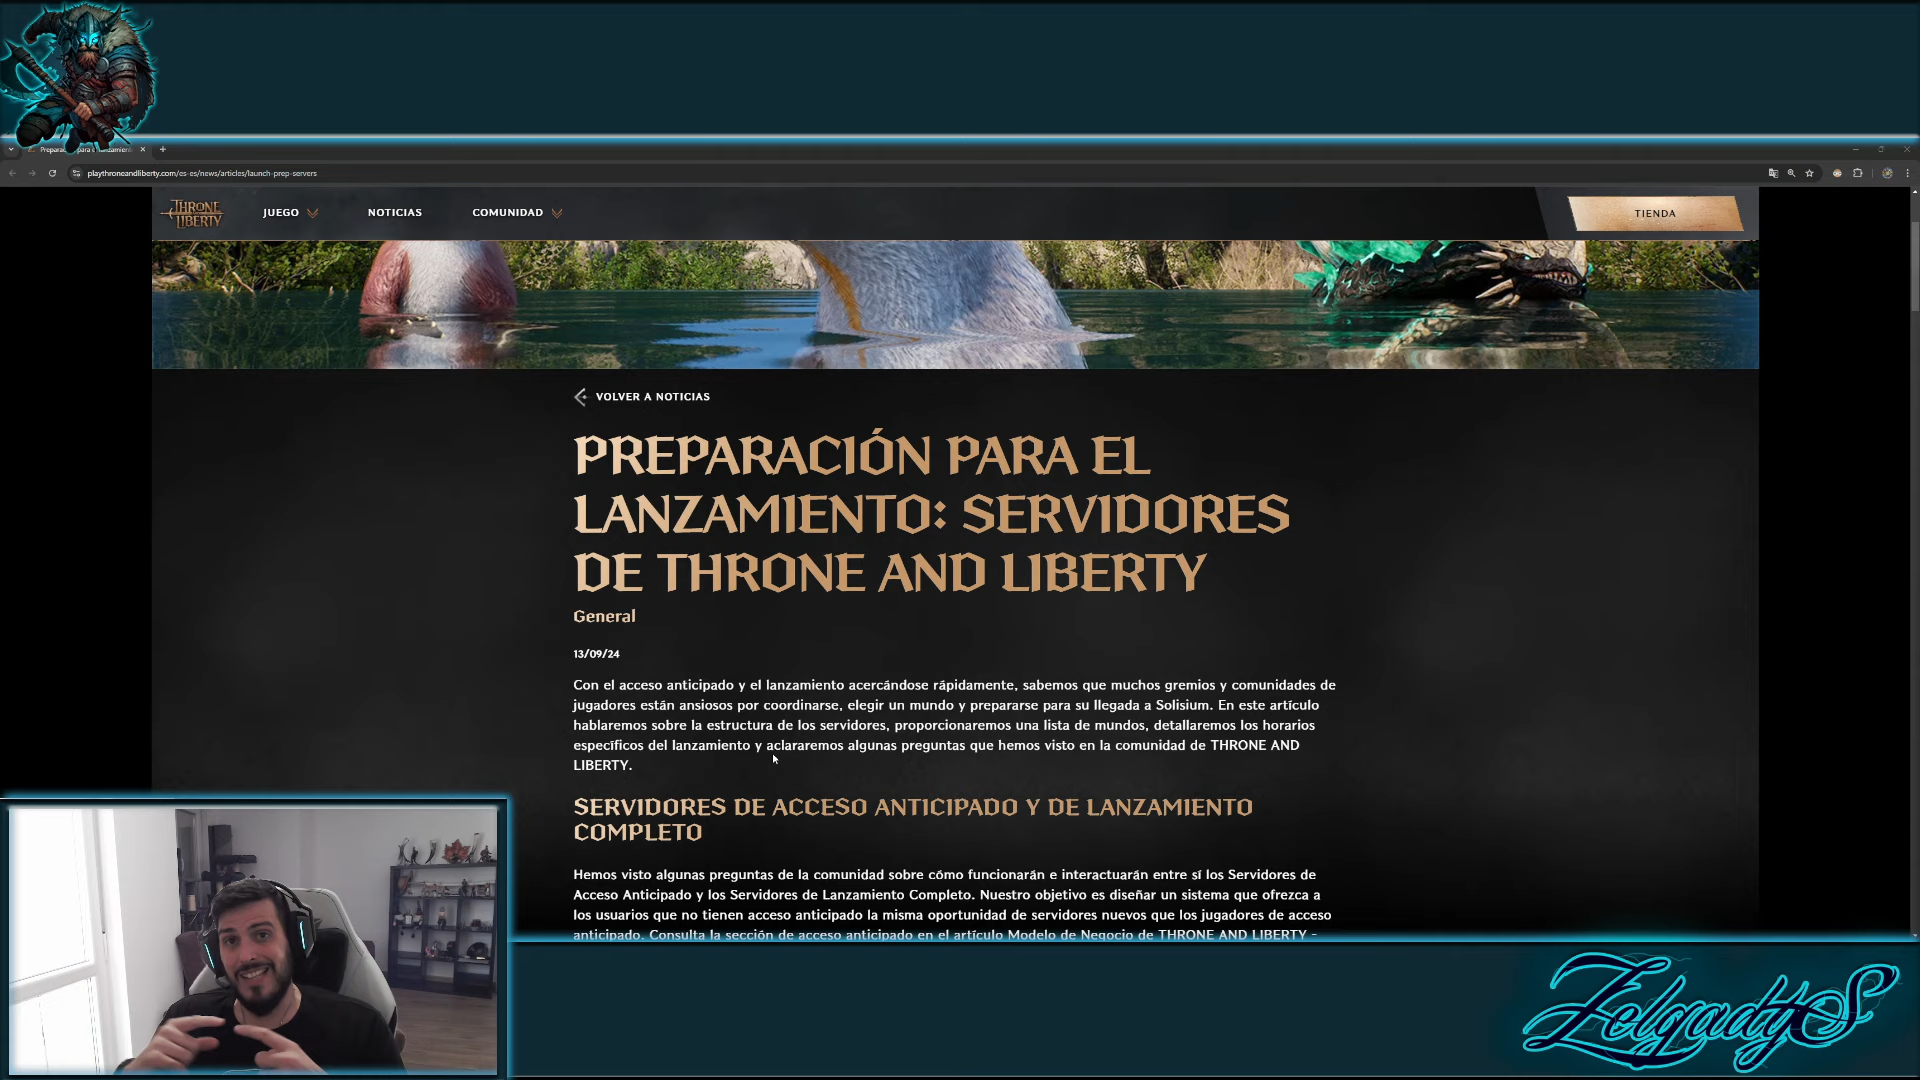 Preparación para el lanzamient
playthroneandliberty.com/es-es/news/articles/launch-prep-servers
THRONE
LIBERTY
JUEGO
NOTICIAS
COMUNIDAD
TIENDA
VOLVER A NOTICIAS
PREPARACIÓN PARA EL
LANZAMIENTO: SERVIDORES
DE THRONE AND LIBERTY
General
13/09/24
Con el acceso anticipado y el lanzamiento acercándose rápidamente, sabemos que muchos gremios y comunidades de
jugadores están ansiosos por coordinarse, elegir un mundo y prepararse para su llegada a Solisium. En este artículo
hablaremos sobre la estructura de los servidores, proporcionaremos una lista de mundos, detallaremos los horarios
específicos del lanzamiento y aclararemos algunas preguntas que hemos visto en la comunidad de THRONE AND
LIBERTY.
SERVIDORES DE ACCESO ANTICIPADO Y DE LANZAMIENTO
COMPLETO
Hemos visto algunas preguntas de la comunidad sobre cómo funcionarán e interactuarán entre sí los Servidores de
Acceso Anticipado y los Servidores de Lanzamiento Completo. Nuestro objetivo es diseñar un sistema que ofrezca a
los usuarios que no tienen acceso anticipado la misma oportunidad de servidores nuevos que los jugadores de acceso
anticipado. Consulta la sección de acceso anticipado en el artículo Modelo de Negocio de THRONE AND LIBERTY -
ZelgadyS